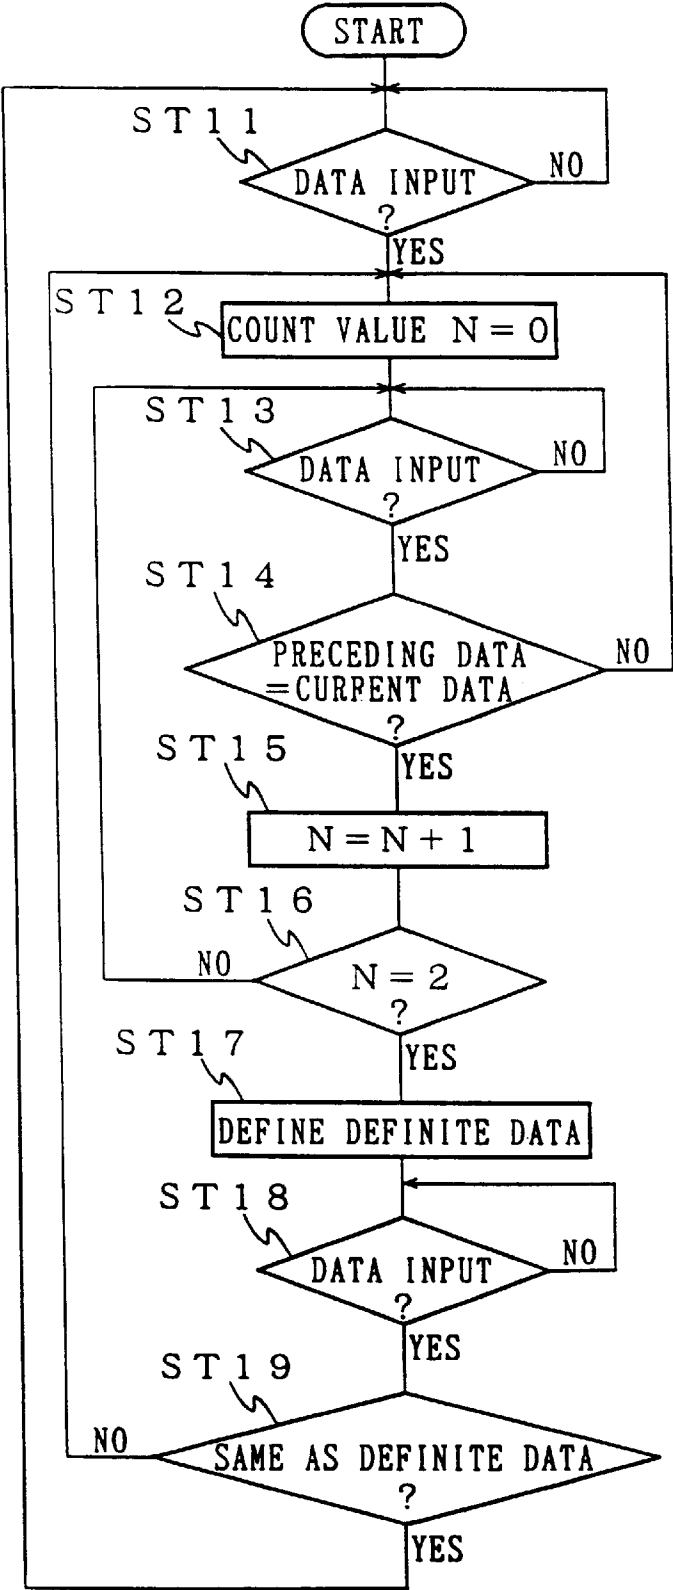 START
ST11
DATA INPUT
?
NO
YES
ST12
COUNT VALUE N=0
ST13
DATA INPUT
?
NO
YES
ST14
PRECEDING DATA
=CURRENT DATA
?
NO
YES
ST15
N=N+1
ST16
NO
N=2
?
YES
ST17
DEFINE DEFINITE DATA
ST18
DATA INPUT
?
NO
YES
ST19
NO
SAME AS DEFINITE DATA
?
YES